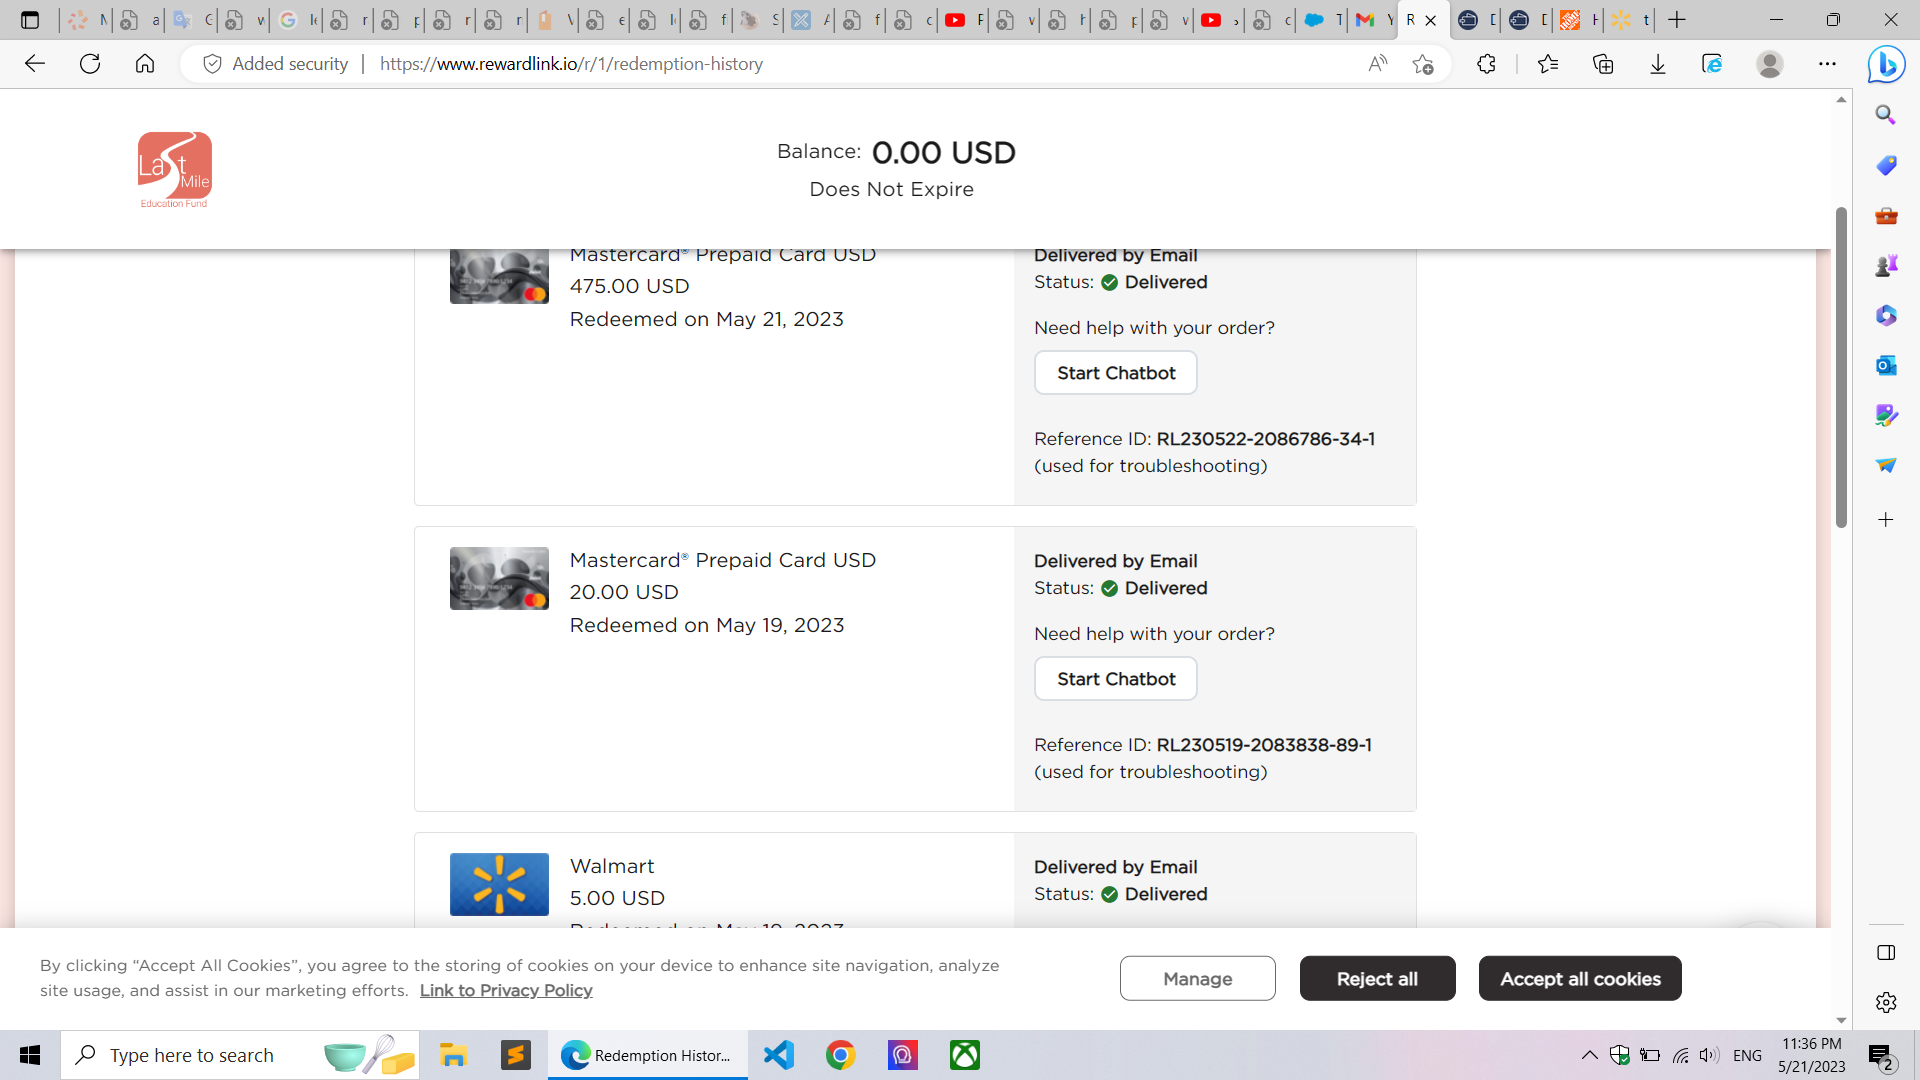 Added security
https://www.rewardlink.io/r/1/redemption-history
Last
Mile
Education Fund
Balance: 0.00 USD
Does Not Expire
Mastercard® Prepaid Card USD
475.00 USD
Redeemed on May 21, 2023
Delivered by Email
Status: Delivered
Need help with your order?
Start Chatbot
Reference ID: RL230522-2086786-34-1
(used for troubleshooting)
Mastercard® Prepaid Card USD
20.00 USD
Redeemed on May 19, 2023
Delivered by Email
Status: Delivered
Need help with your order?
Start Chatbot
Reference ID: RL230519-2083838-89-1
(used for troubleshooting)
Walmart
5.00 USD
Redeemed on May 19, 2023
Delivered by Email
Status: Delivered
By clicking “Accept All Cookies”, you agree to the storing of cookies on your device to enhance site navigation, analyze
site usage, and assist in our marketing efforts. Link to Privacy Policy
Manage
Reject all
Accept all cookies
Type here to search
Redemption Histor...
ENG
11:36 PM
5/21/2023
2